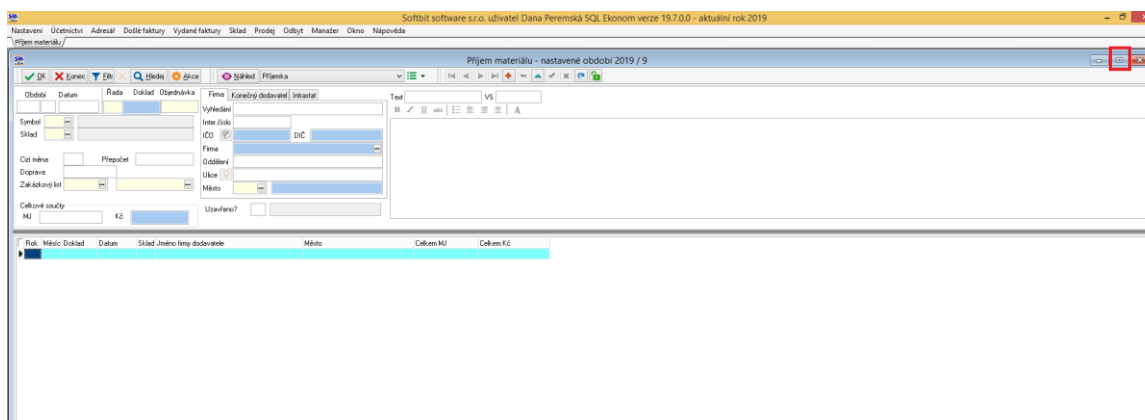 Softbit software s.r.o. uživatel Dana Peremská SQL Ekonom verze 19.7.0.0 - aktuální rok 2019
Nastavení Účetnictví Adresář Došlé faktury Vydané faktury Sklad Prodej Odbyt Manažer Okno Nápověda
Příjem materiálu
Příjem materiálu - nastavené období 2019 / 9
OK Konec Filtr Hledej Akce Náhled Příjemka
Období Datum Řada Doklad Objednávka Firma Konečný dodavatel Intrastat Text VS
Vyhledání
Symbol Inter.číslo
Sklad IČO DIČ
Firma
Cizí měna Přepočet Oddělení
Doprava Ulice
Zakázkový list Město
Celkové součty Uzavřeno?
MJ Kč
Rok Měsíc Doklad Datum Sklad Jméno firmy dodavatele Město Celkem MJ Celkem Kč